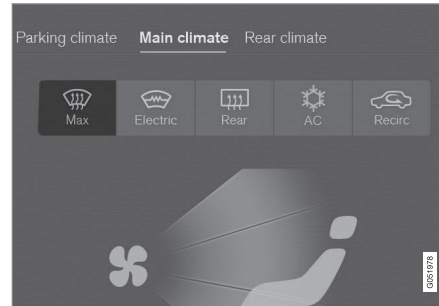 Parking climate Main climate Rear climate
Max Electric Rear AC Recirc
G051978